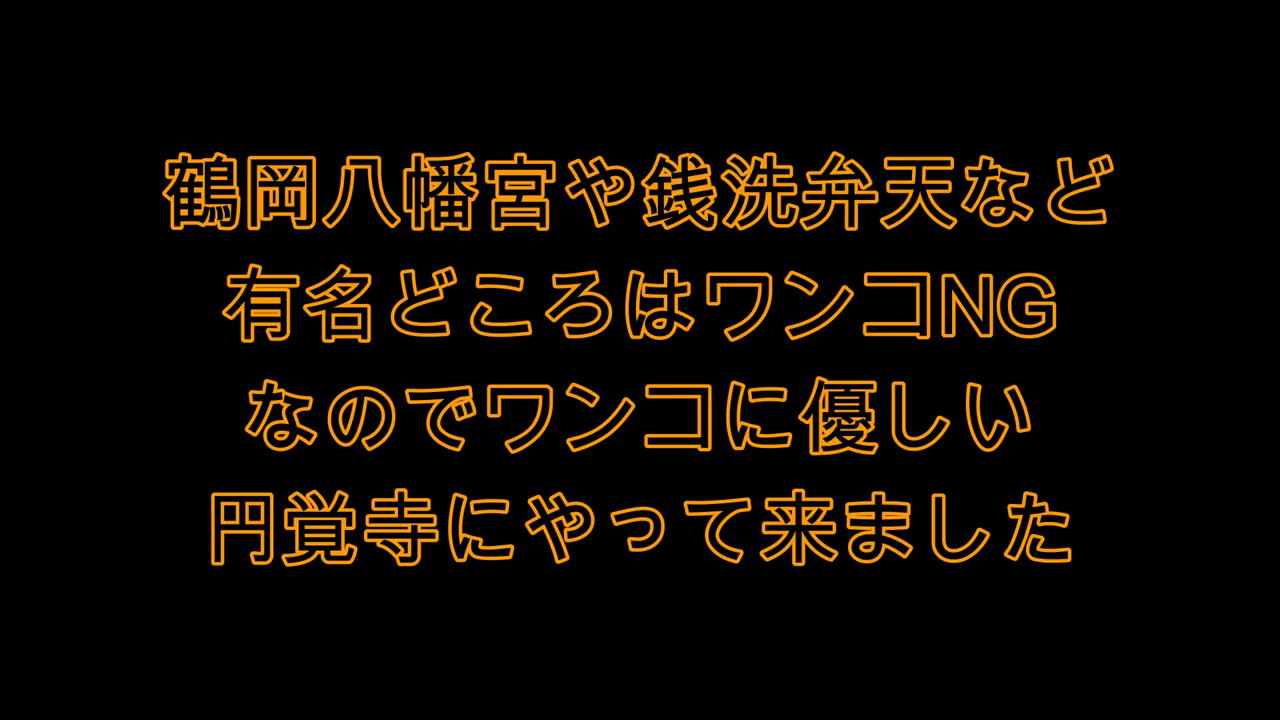 鶴岡八幡宮や銭洗弁天など
有名どころはワンコNG
なのでワンコに優しい
円覚寺にやって来ました